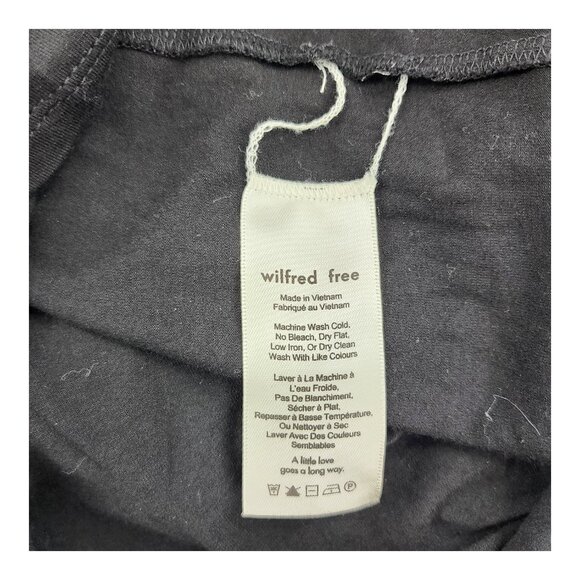 wilfred free
Made in Vietnam
Fabriqué au Vietnam
Machine Wash Cold.
No Bleach, Dry Flat.
Low Iron, Or Dry Clean
Wash With Like Colours
Laver à La Machine à
L'eau Froide,
Pas De Blanchiment,
Sécher à Plat,
Repasser à Basse Température,
Ou Nettoyer à Sec
Laver Avec Des Couleurs
Semblables
A little love
goes a long way.
P